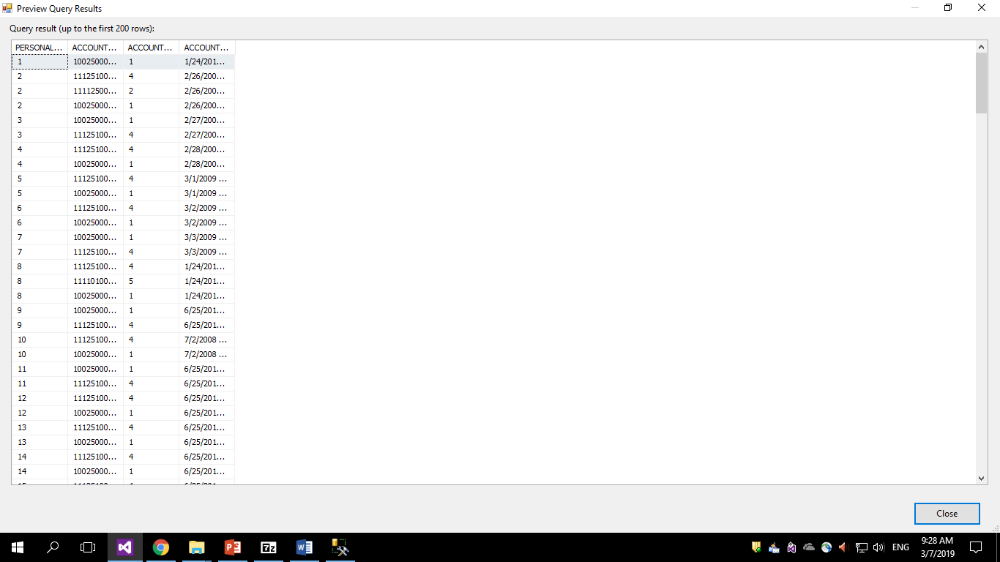 Preview Query Results
Query result (up to the first 200 rows):
PERSONAL... ACCOUNT... ACCOUNT... ACCOUNT...
1 10025000... 1 1/24/201...
2 11125100... 4 2/26/200...
2 11112500... 2 2/26/200...
2 10025000... 1 2/26/200...
3 10025000... 1 2/27/200...
3 11125100... 4 2/27/200...
4 11125100... 4 2/28/200...
4 10025000... 1 2/28/200...
5 11125100... 4 3/1/2009 ...
5 10025000... 1 3/1/2009 ...
6 11125100... 4 3/2/2009 ...
6 10025000... 1 3/2/2009 ...
7 10025000... 1 3/3/2009 ...
7 11125100... 4 3/3/2009 ...
8 11125100... 4 1/24/201...
8 11110100... 5 1/24/201...
8 10025000... 1 1/24/201...
9 10025000... 1 6/25/201...
9 11125100... 4 6/25/201...
10 11125100... 4 7/2/2008 ...
10 10025000... 1 7/2/2008 ...
11 10025000... 1 6/25/201...
11 11125100... 4 6/25/201...
12 11125100... 4 6/25/201...
12 10025000... 1 6/25/201...
13 11125100... 4 6/25/201...
13 10025000... 1 6/25/201...
14 11125100... 4 6/25/201...
14 10025000... 1 6/25/201...
Close
7z
ENG
9:28 AM
3/7/2019